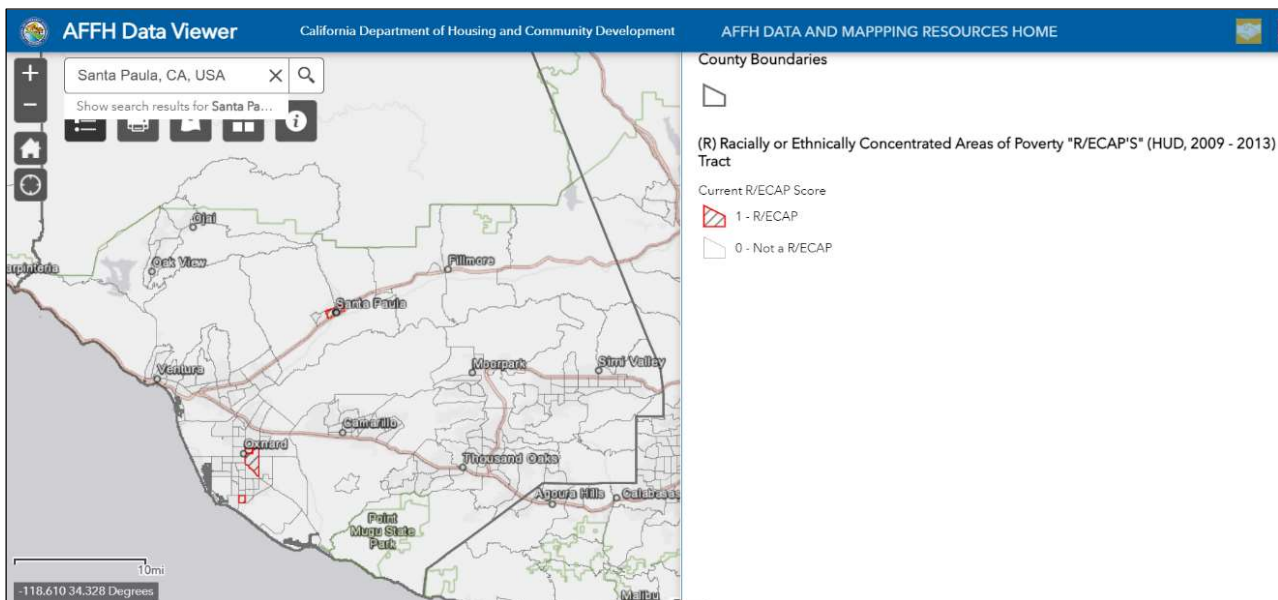 AFFH Data Viewer
California Department of Housing and Community Development
AFFH DATA AND MAPPPING RESOURCES HOME
+
−
Santa Paula, CA, USA
Show search results for Santa Pa...
County Boundaries
(R) Racially or Ethnically Concentrated Areas of Poverty "R/ECAP'S" (HUD, 2009 - 2013)
Tract
Current R/ECAP Score
1 - R/ECAP
0 - Not a R/ECAP
Ojai
Oak View
arpinteria
Fillmore
Santa Paula
Ventura
Moorpark
Simi Valley
Camarillo
Oxnard
Thousand Oaks
Agoura Hills
Calabasas
Point
Mugu State
Park
Malibu
10mi
-118.610 34.328 Degrees